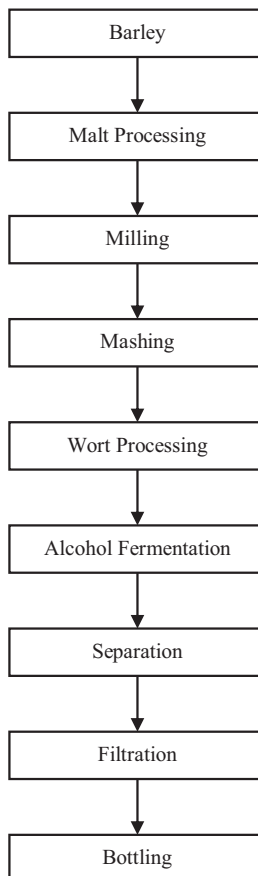 Barley
Malt Processing
Milling
Mashing
Wort Processing
Alcohol Fermentation
Separation
Filtration
Bottling